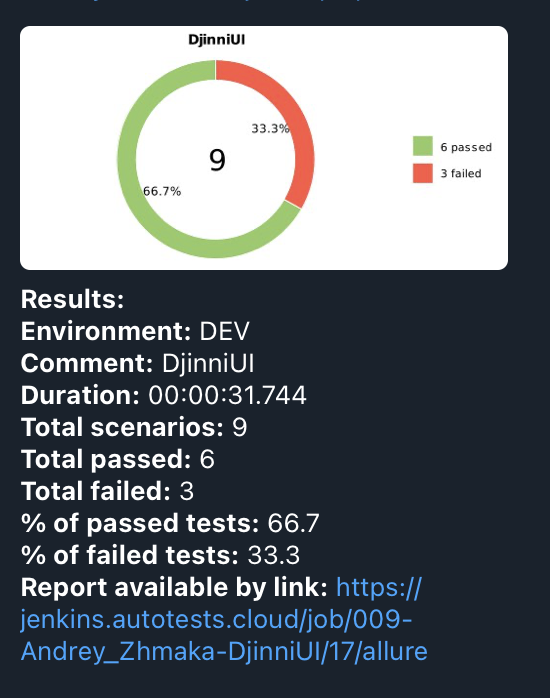 DjinniUI
33.3%
9
66.7%
6 passed
3 failed
Results:
Environment: DEV
Comment: DjinniUI
Duration: 00:00:31.744
Total scenarios: 9
Total passed: 6
Total failed: 3
% of passed tests: 66.7
% of failed tests: 33.3
Report available by link: https://
jenkins.autotests.cloud/job/009-
Andrey_Zhmaka-DjinniUI/17/allure